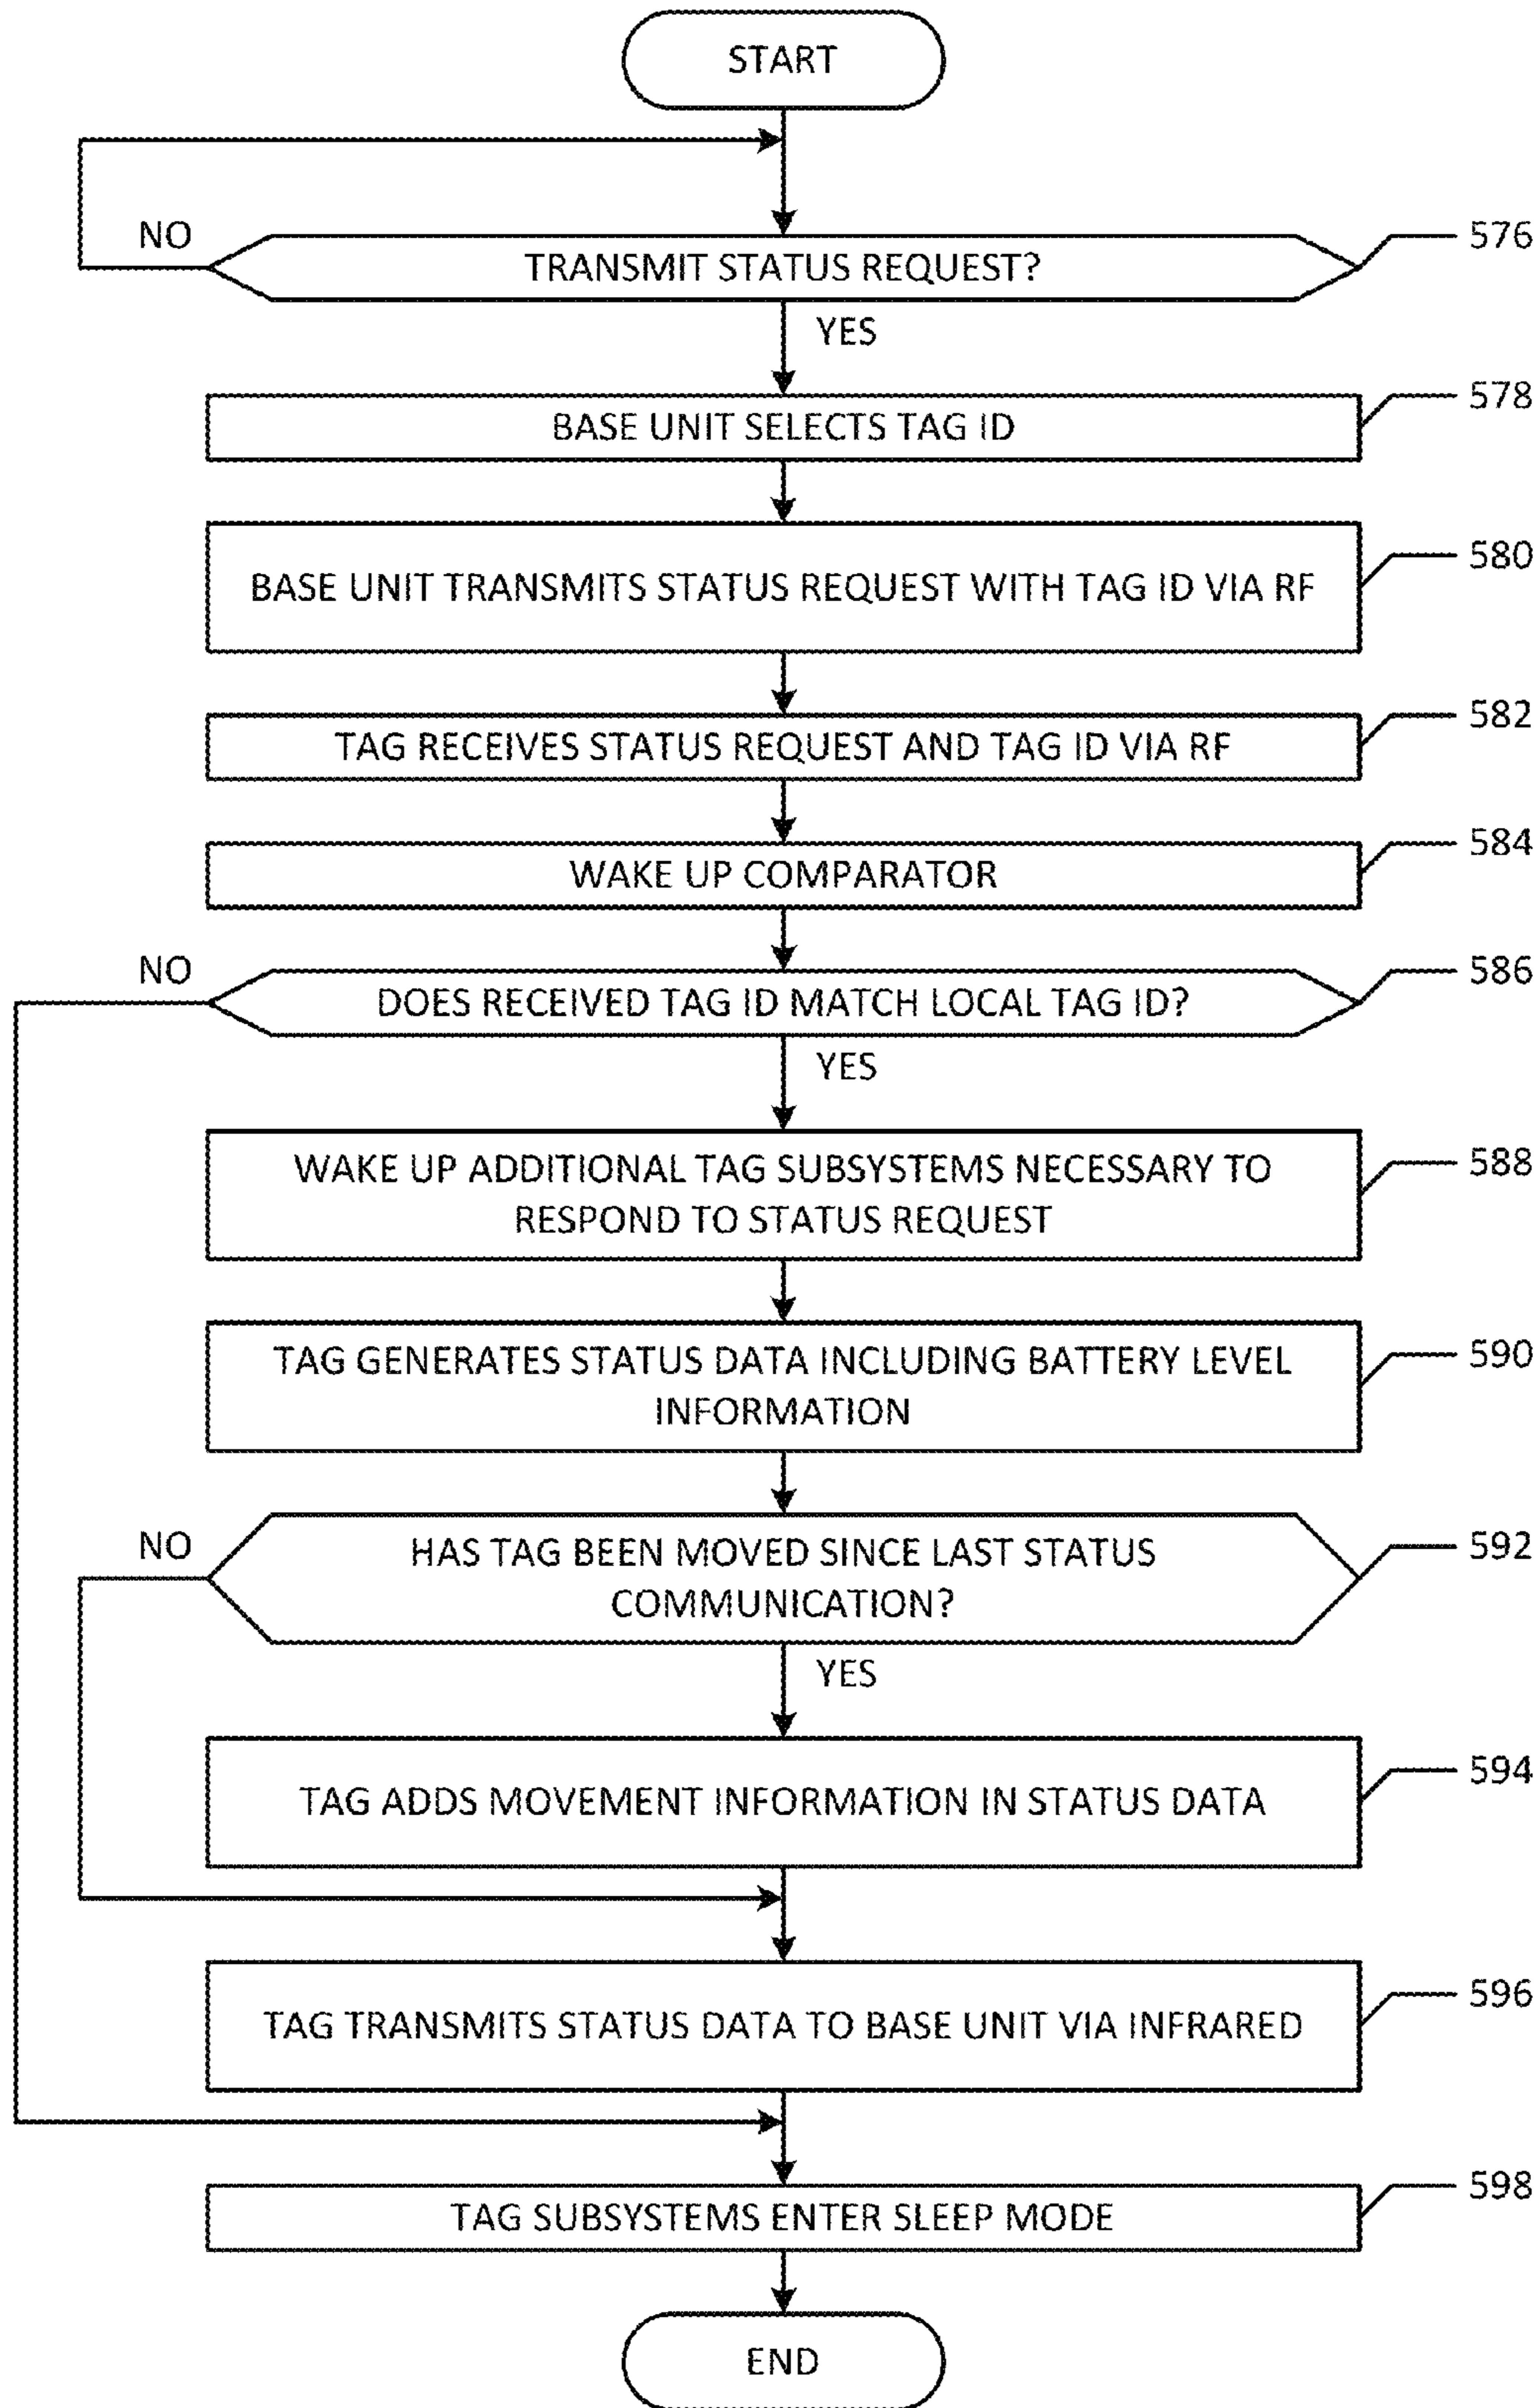 START
NO
576
TRANSMIT STATUS REQUEST?
YES
578
BASE UNIT SELECTS TAG ID
580
BASE UNIT TRANSMITS STATUS REQUEST WITH TAG ID VIA RF
582
TAG RECEIVES STATUS REQUEST AND TAG ID VIA RF
584
WAKE UP COMPARATOR
NO
586
DOES RECEIVED TAG ID MATCH LOCAL TAG ID?
YES
588
WAKE UP ADDITIONAL TAG SUBSYSTEMS NECESSARY TO
RESPOND TO STATUS REQUEST
590
TAG GENERATES STATUS DATA INCLUDING BATTERY LEVEL
INFORMATION
NO
592
HAS TAG BEEN MOVED SINCE LAST STATUS
COMMUNICATION?
YES
594
TAG ADDS MOVEMENT INFORMATION IN STATUS DATA
596
TAG TRANSMITS STATUS DATA TO BASE UNIT VIA INFRARED
598
TAG SUBSYSTEMS ENTER SLEEP MODE
END